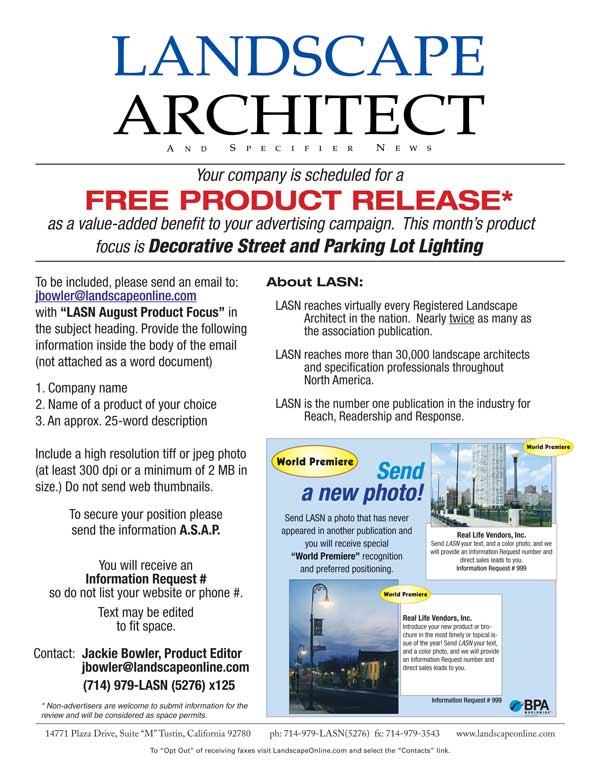 LANDSCAPE
ARCHITECT
AND SPECIFIER NEWS
Your company is scheduled for a
FREE PRODUCT RELEASE*
as a value-added benefit to your advertising campaign. This month's product
focus is Decorative Street and Parking Lot Lighting
To be included, please send an email to:
jbowler@landscapeonline.com
with “LASN August Product Focus” in
the subject heading. Provide the following
information inside the body of the email
(not attached as a word document)
1. Company name
2. Name of a product of your choice
3. An approx. 25-word description
Include a high resolution tiff or jpeg photo
(at least 300 dpi or a minimum of 2 MB in
size.) Do not send web thumbnails.
To secure your position please
send the information A.S.A.P.
You will receive an
Information Request #
so do not list your website or phone #.
Text may be edited
to fit space.
Contact: Jackie Bowler, Product Editor
jbowler@landscapeonline.com
(714) 979-LASN (5276) x125
* Non-advertisers are welcome to submit information for the
review and will be considered as space permits.
About LASN:
LASN reaches virtually every Registered Landscape
Architect in the nation. Nearly twice as many as
the association publication.
LASN reaches more than 30,000 landscape architects
and specification professionals throughout
North America.
LASN is the number one publication in the industry for
Reach, Readership and Response.
World Premiere
Send
a new photo!
Send LASN a photo that has never
appeared in another publication and
you will receive special
“World Premiere” recognition
and preferred positioning.
World Premiere
Real Life Vendors, Inc.
Send LASN your text, and a color photo, and we
will provide an Information Request number and
direct sales leads to you.
Information Request # 999
World Premiere
Real Life Vendors, Inc.
Introduce your new product or bro-
chure in the most timely or topical is-
sue of the year! Send LASN your text,
and a color photo, and we will provide
an Information Request number and
direct sales leads to you.
Information Request # 999
BPA
WORLDWIDE
14771 Plaza Drive, Suite “M” Tustin, California 92780 ph: 714-979-LASN(5276) fx: 714-979-3543 www.landscapeonline.com
To “Opt Out” of receiving faxes visit LandscapeOnline.com and select the “Contacts” link.